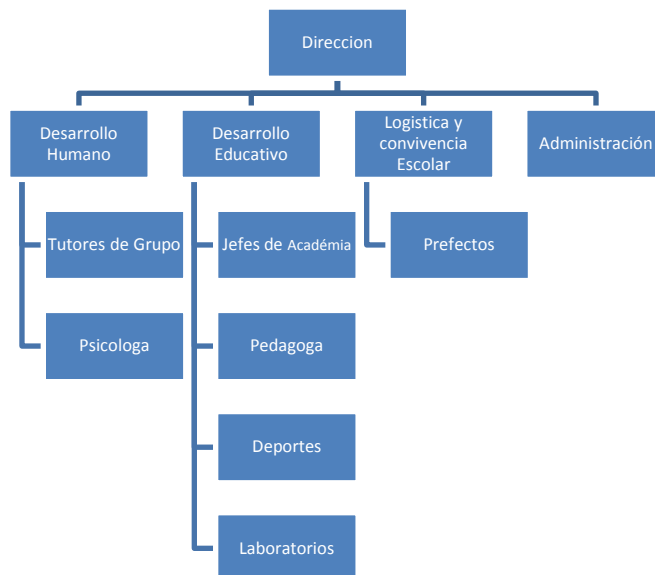 Direccion
Desarrollo
Humano
Desarrollo
Educativo
Logistica y
convivencia
Escolar
Administración
Tutores de Grupo
Jefes de Académia
Prefectos
Psicologa
Pedagoga
Deportes
Laboratorios